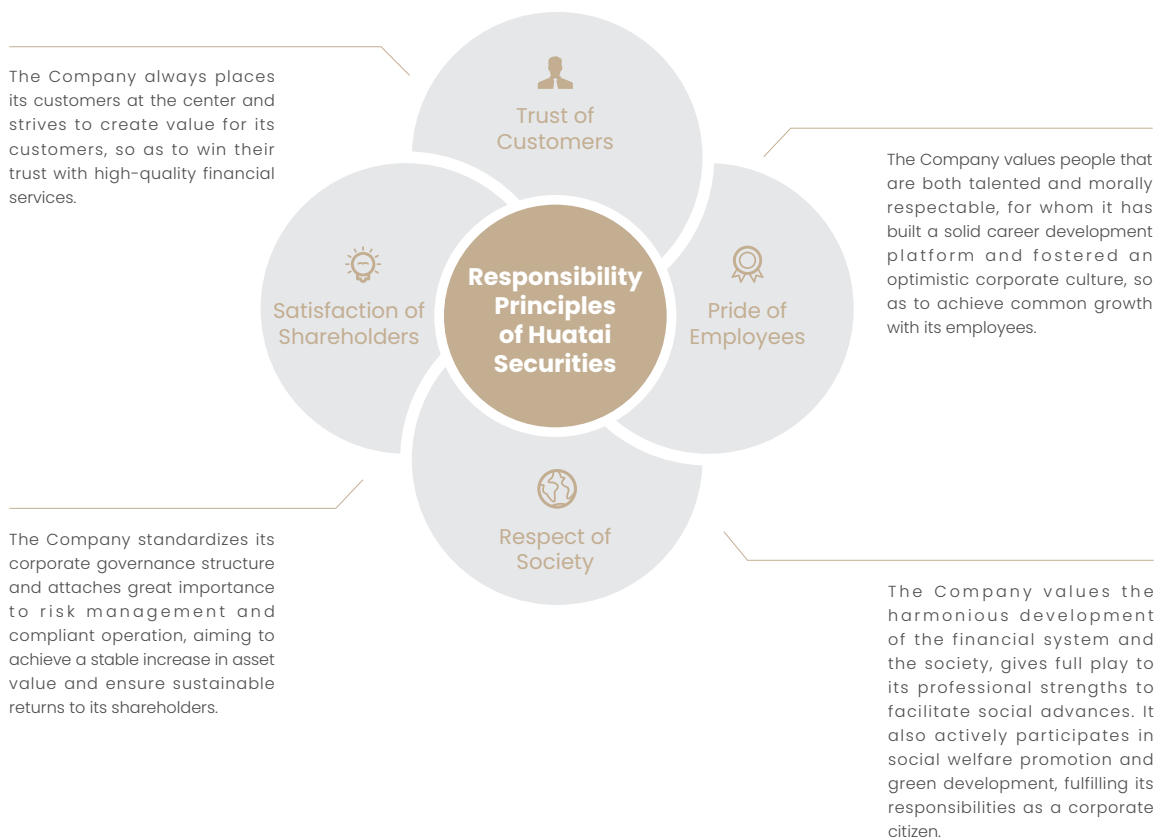 The Company always places
its customers at the center and
strives to create value for its
customers, so as to win their
trust with high-quality financial
services.
Trust of
Customers
The Company values people that
are both talented and morally
respectable, for whom it has
built a solid career development
platform and fostered an
optimistic corporate culture, so
as to achieve common growth
with its employees.
Satisfaction of
Shareholders
Responsibility
Principles
of Huatai
Securities
Pride of
Employees
Respect of
Society
The Company standardizes its
corporate governance structure
and attaches great importance
to risk management and
compliant operation, aiming to
achieve a stable increase in asset
value and ensure sustainable
returns to its shareholders.
The Company values the
harmonious development
of the financial system and
the society, gives full play to
its professional strengths to
facilitate social advances. It
also actively participates in
social welfare promotion and
green development, fulfilling its
responsibilities as a corporate
citizen.